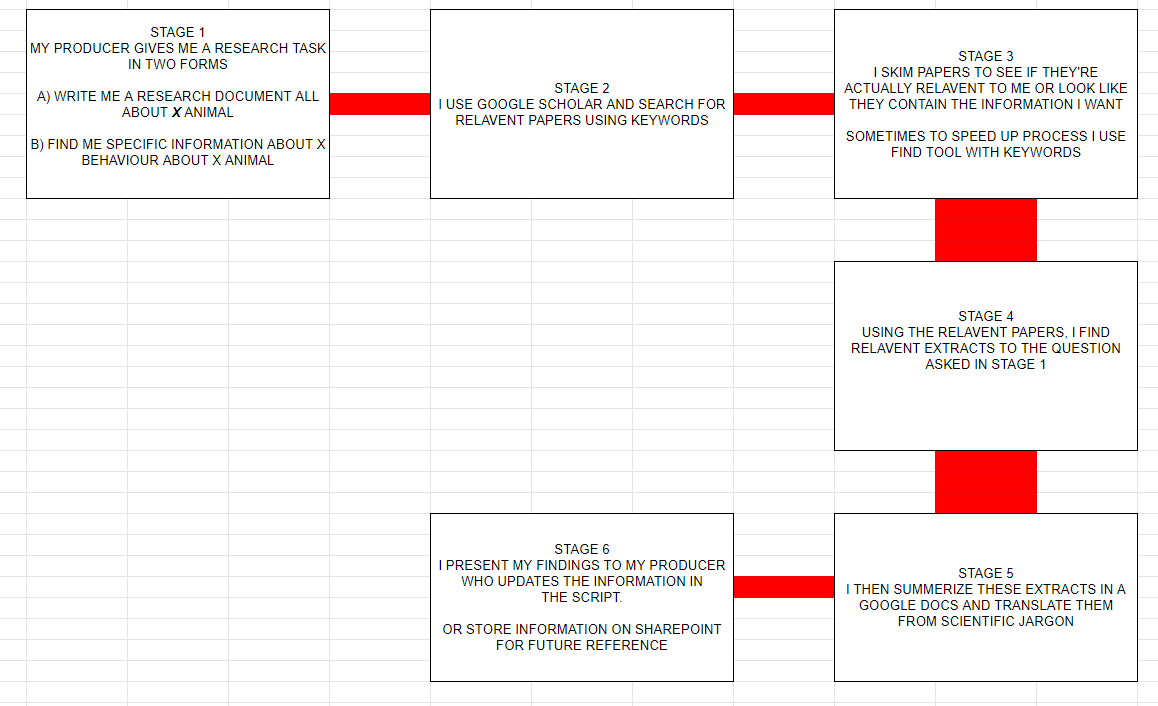 STAGE 1
MY PRODUCER GIVES ME A RESEARCH TASK
IN TWO FORMS
A) WRITE ME A RESEARCH DOCUMENT ALL
ABOUT X ANIMAL
B) FIND ME SPECIFIC INFORMATION ABOUT X
BEHAVIOUR ABOUT X ANIMAL
STAGE 2
I USE GOOGLE SCHOLAR AND SEARCH FOR
RELAVENT PAPERS USING KEYWORDS
STAGE 3
I SKIM PAPERS TO SEE IF THEY'RE
ACTUALLY RELAVENT TO ME OR LOOK LIKE
THEY CONTAIN THE INFORMATION I WANT
SOMETIMES TO SPEED UP PROCESS I USE
FIND TOOL WITH KEYWORDS
STAGE 4
USING THE RELAVENT PAPERS, I FIND
RELAVENT EXTRACTS TO THE QUESTION
ASKED IN STAGE 1
STAGE 5
I THEN SUMMERIZE THESE EXTRACTS IN A
GOOGLE DOCS AND TRANSLATE THEM
FROM SCIENTIFIC JARGON
STAGE 6
I PRESENT MY FINDINGS TO MY PRODUCER
WHO UPDATES THE INFORMATION IN
THE SCRIPT.
OR STORE INFORMATION ON SHAREPOINT
FOR FUTURE REFERENCE